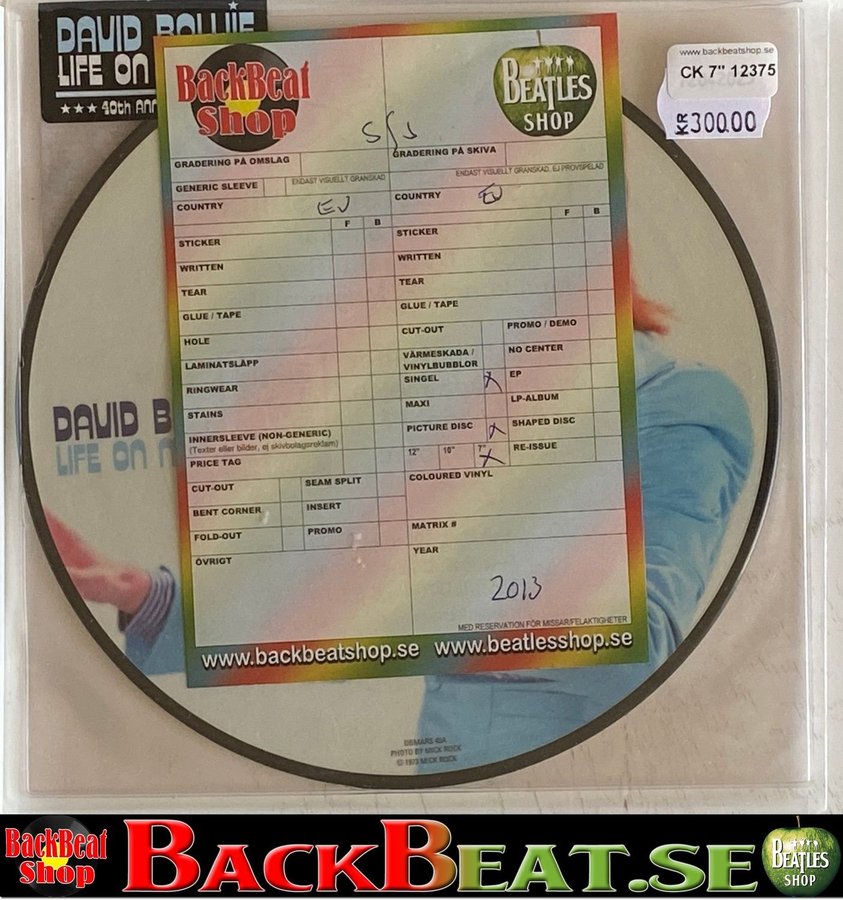 DAVID BOWIE
LIFE ON
★★★ 40th ANN
BackBeat
Shop
BEATLES
SHOP
www.backbeatshop.se
CK 7" 12375
KR300.00
S/S
GRADERING PÅ OMSLAG
GRADERING PÅ SKIVA
GENERIC SLEEVE
ENDAST VISUELLT GRANSKAD
ENDAST VISUELLT GRANSKAD, EJ PROVSPELAD
COUNTRY EU
COUNTRY EU
F B
F B
STICKER
STICKER
WRITTEN
WRITTEN
TEAR
TEAR
GLUE / TAPE
GLUE / TAPE
HOLE
CUT-OUT
PROMO / DEMO
LAMINATSLÄPP
VÄRMESKADA /
VINYLBUBBLOR
NO CENTER
RINGWEAR
SINGEL X
EP
STAINS
MAXI
LP-ALBUM
INNERSLEEVE (NON-GENERIC)
(Texter eller bilder, ej skivbolagsreklam)
PICTURE DISC X
SHAPED DISC
PRICE TAG
12" 10" 7" X
RE-ISSUE
CUT-OUT
SEAM SPLIT
COLOURED VINYL
BENT CORNER
INSERT
FOLD-OUT
PROMO
MATRIX #
ÖVRIGT
YEAR
2013
MED RESERVATION FÖR MISSAR/FELAKTIGHETER
www.backbeatshop.se www.beatlesshop.se
DAVID B
LIFE ON M
DBMARS 40A
PHOTO BY MICK ROCK
© 1973 MICK ROCK
BackBeat
Shop
BACKBEAT.SE
BEATLES
SHOP